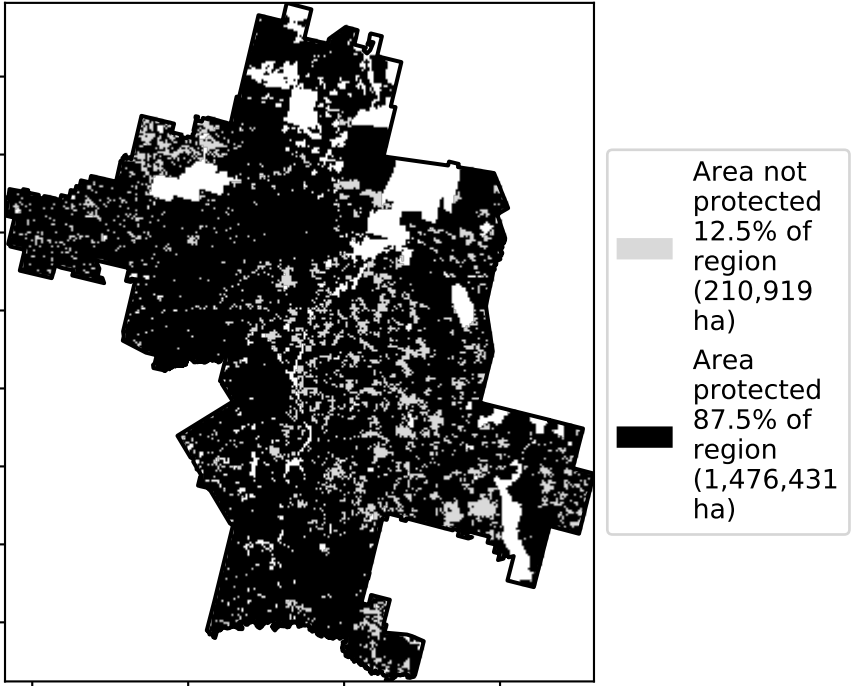 Area not
protected
12.5% of
region
(210,919
ha)
Area
protected
87.5% of
region
(1,476,431
ha)